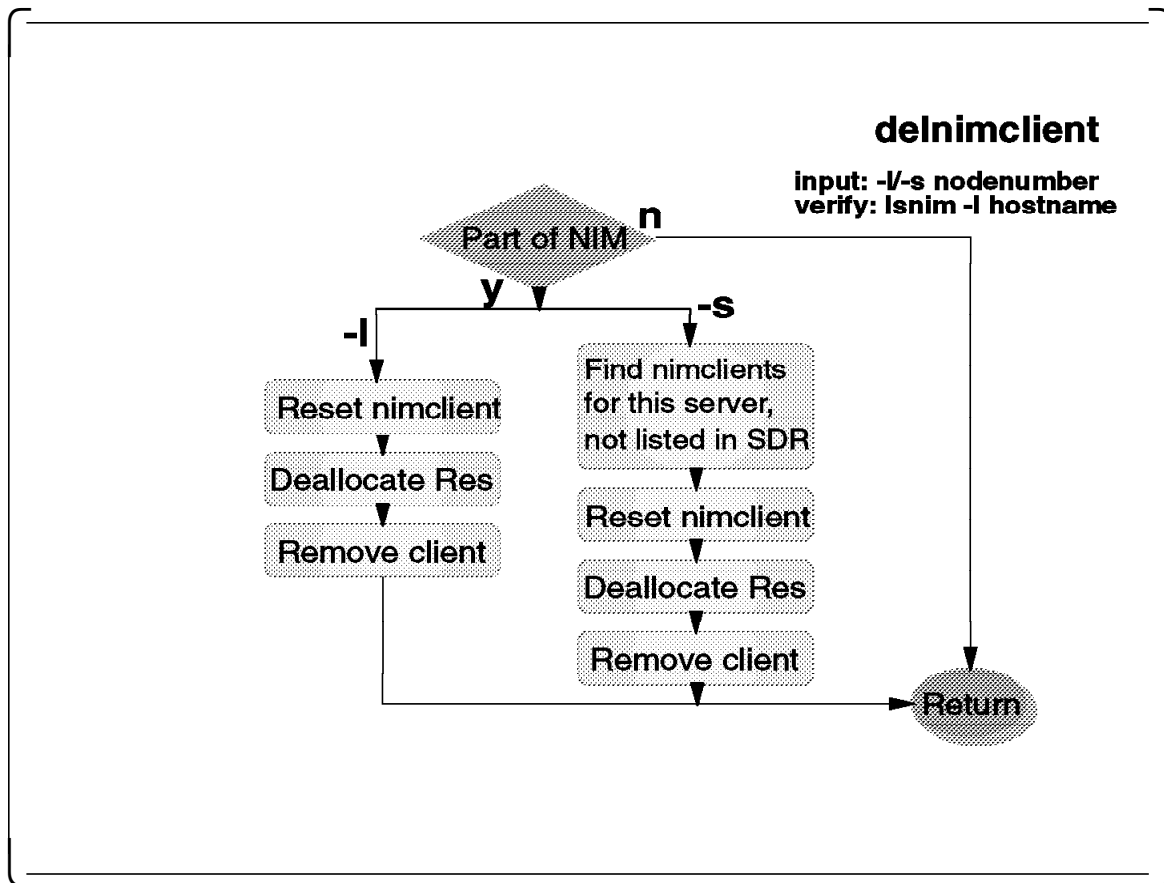 delnimclient
input: -l/-s nodenumber
verify: lsnim -l hostname
Part of NIM
n
y
-l
-s
Reset nimclient
Deallocate Res
Remove client
Find nimclients
for this server,
not listed in SDR
Reset nimclient
Deallocate Res
Remove client
Return